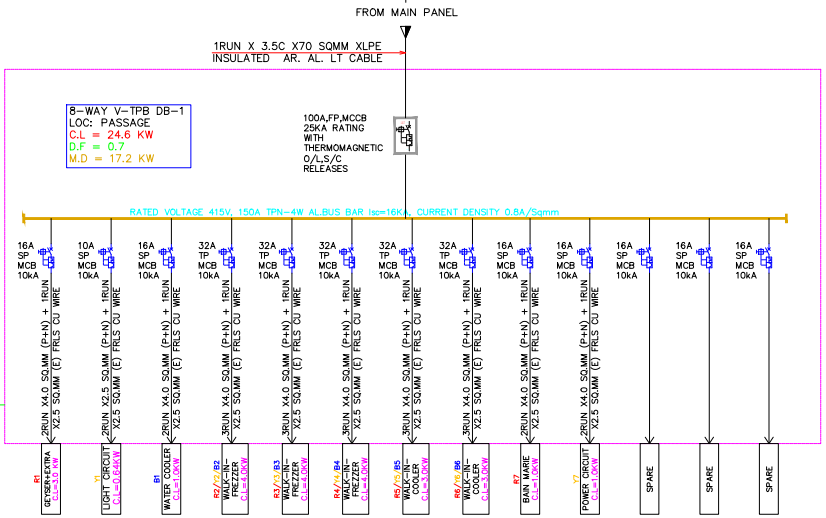 FROM MAIN PANEL
1RUN X 3.5C X70 SQMM XLPE
INSULATED AR. AL. LT CABLE
8-WAY V-TPB DB-1
LOC: PASSAGE
C.L = 24.6 KW
D.F = 0.7
M.D = 17.2 KW
100A,FP,MCCB
25KA RATING
WITH
THERMOMAGNETIC
O/L,S/C
RELEASES
RATED VOLTAGE 415V, 150A TPN-4W AL.BUS BAR Isc=16KA, CURRENT DENSITY 0.8A/Sqmm
16A
SP
MCB
10kA
10A
SP
MCB
10kA
16A
SP
MCB
10kA
32A
TP
MCB
10kA
32A
TP
MCB
10kA
32A
TP
MCB
10kA
32A
TP
MCB
10kA
32A
TP
MCB
10kA
16A
SP
MCB
10kA
16A
SP
MCB
10kA
16A
SP
MCB
10kA
16A
SP
MCB
10kA
16A
SP
MCB
10kA
2RUN X4.0 SQ.MM (P+N) + 1RUN
X2.5 SQ.MM (E) FRLS CU WIRE
2RUN X2.5 SQ.MM (P+N) + 1RUN
X2.5 SQ.MM (E) FRLS CU WIRE
2RUN X4.0 SQ.MM (P+N) + 1RUN
X2.5 SQ.MM (E) FRLS CU WIRE
3RUN X4.0 SQ.MM (P+N) + 1RUN
X2.5 SQ.MM (E) FRLS CU WIRE
3RUN X4.0 SQ.MM (P+N) + 1RUN
X2.5 SQ.MM (E) FRLS CU WIRE
3RUN X4.0 SQ.MM (P+N) + 1RUN
X2.5 SQ.MM (E) FRLS CU WIRE
3RUN X4.0 SQ.MM (P+N) + 1RUN
X2.5 SQ.MM (E) FRLS CU WIRE
3RUN X4.0 SQ.MM (P+N) + 1RUN
X2.5 SQ.MM (E) FRLS CU WIRE
2RUN X4.0 SQ.MM (P+N) + 1RUN
X2.5 SQ.MM (E) FRLS CU WIRE
2RUN X4.0 SQ.MM (P+N) + 1RUN
X2.5 SQ.MM (E) FRLS CU WIRE
R1
GEYSER+EXTRA
C.L=3.0 KW
Y1
LIGHT CIRCUIT
C.L=0.64KW
B1
WATER COOLER
C.L=1.0KW
R2/Y2/B2
WALK-IN-
FREZZER
C.L=4.0KW
R3/Y3/B3
WALK-IN-
FREZZER
C.L=4.0KW
R4/Y4/B4
WALK-IN-
FREZZER
C.L=4.0KW
R5/Y5/B5
WALK-IN-
COOLER
C.L=3.0KW
R6/Y6/B6
WALK-IN-
COOLER
C.L=3.0KW
R7
BAIN MARIE
C.L=1.0KW
Y7
POWER CIRCUIT
C.L=1.0KW
SPARE
SPARE
SPARE